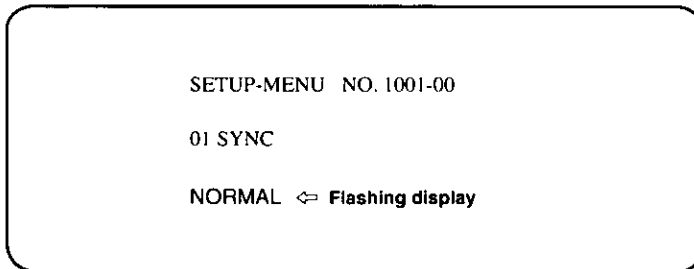 SETUP-MENU NO. 1001-00
01 SYNC
NORMAL ⇦ Flashing display